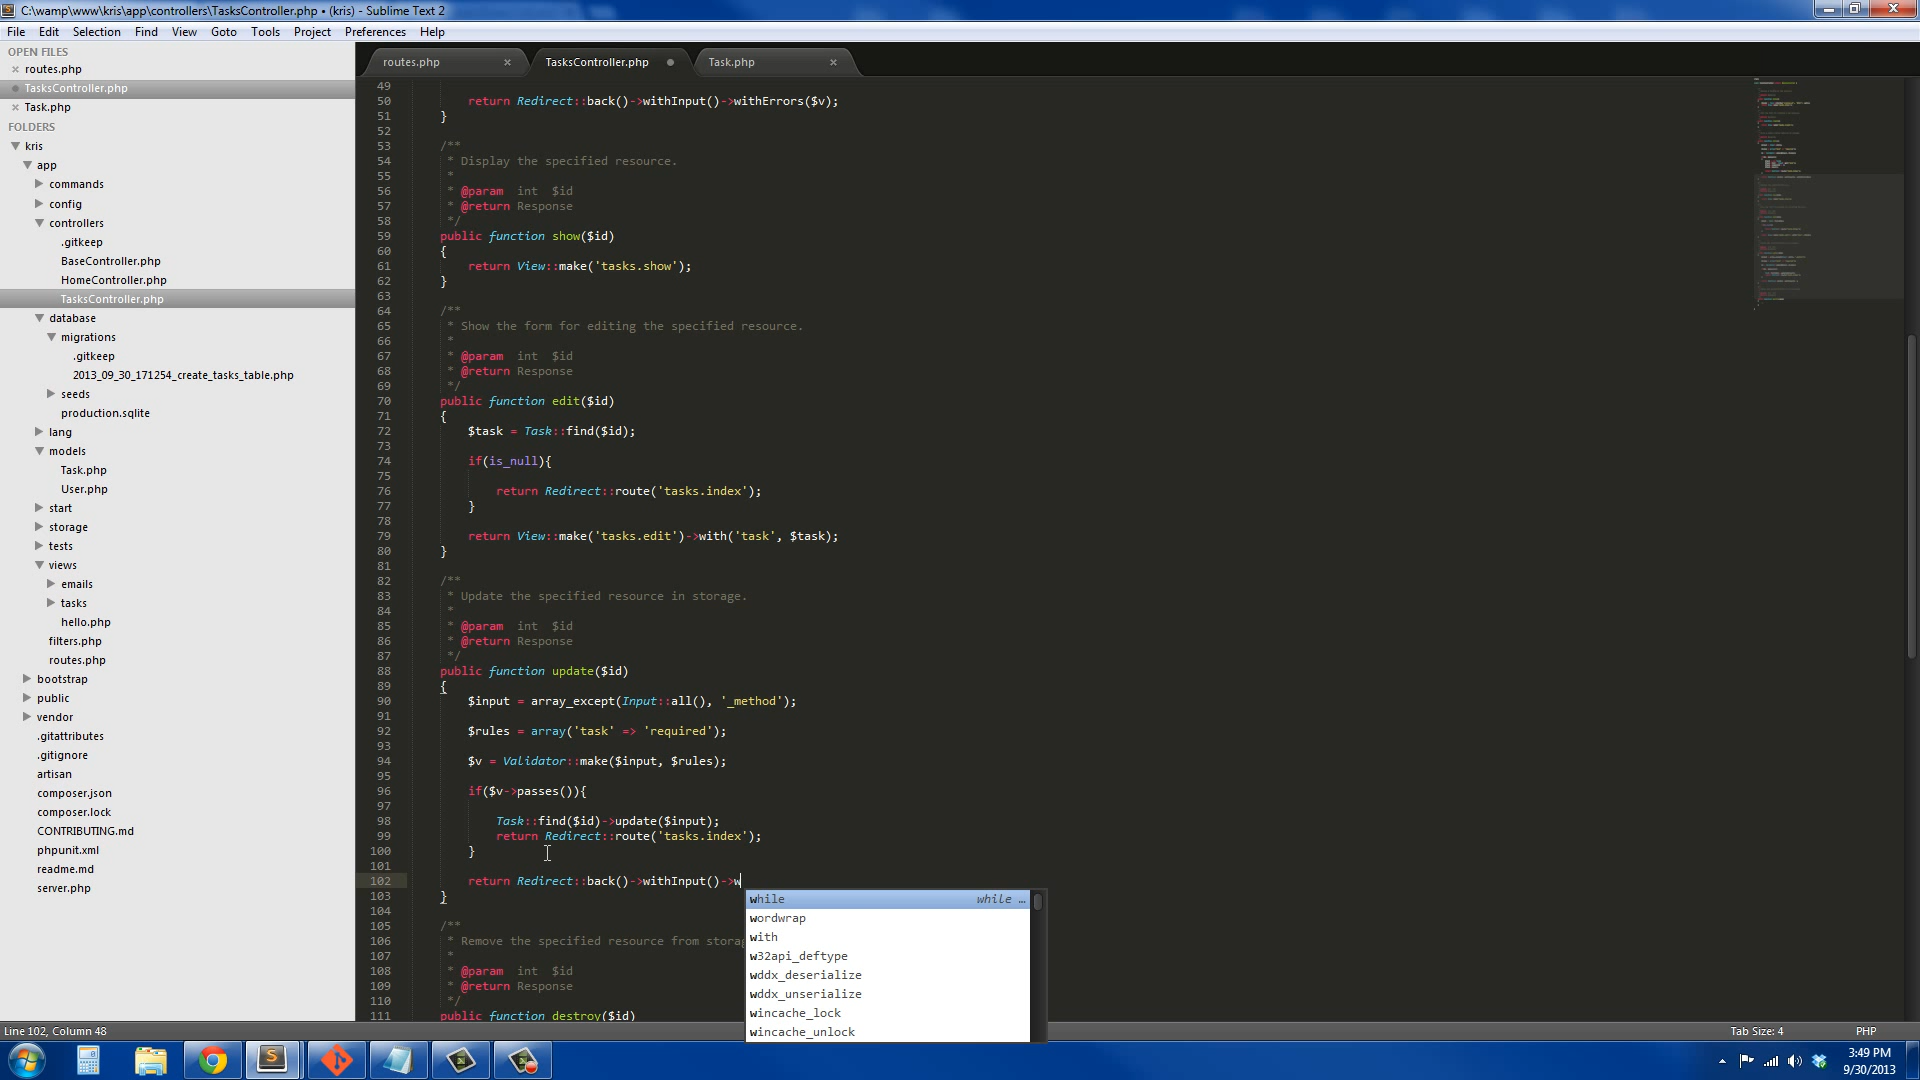 C:\wamp\www\kris\app\controllers\TasksController.php • (kris) - Sublime Text 2
File Edit Selection Find View Goto Tools Project Preferences Help
OPEN FILES
routes.php
TasksController.php
Task.php
FOLDERS
kris
app
commands
config
controllers
.gitkeep
BaseController.php
HomeController.php
TasksController.php
database
migrations
.gitkeep
2013_09_30_171254_create_tasks_table.php
seeds
production.sqlite
lang
models
Task.php
User.php
start
storage
tests
views
emails
tasks
hello.php
filters.php
routes.php
bootstrap
public
vendor
.gitattributes
.gitignore
artisan
composer.json
composer.lock
CONTRIBUTING.md
phpunit.xml
readme.md
server.php
routes.php TasksController.php Task.php
49
50 return Redirect::back()->withInput()->withErrors($v);
51 }
52
53 /**
54 * Display the specified resource.
55 *
56 * @param int $id
57 * @return Response
58 */
59 public function show($id)
60 {
61 return View::make('tasks.show');
62 }
63
64 /**
65 * Show the form for editing the specified resource.
66 *
67 * @param int $id
68 * @return Response
69 */
70 public function edit($id)
71 {
72 $task = Task::find($id);
73
74 if(is_null){
75
76 return Redirect::route('tasks.index');
77 }
78
79 return View::make('tasks.edit')->with('task', $task);
80 }
81
82 /**
83 * Update the specified resource in storage.
84 *
85 * @param int $id
86 * @return Response
87 */
88 public function update($id)
89 {
90 $input = array_except(Input::all(), '_method');
91
92 $rules = array('task' => 'required');
93
94 $v = Validator::make($input, $rules);
95
96 if($v->passes()){
97
98 Task::find($id)->update($input);
99 return Redirect::route('tasks.index');
100 }
101
102 return Redirect::back()->withInput()->w
103 }
104
105 /**
106 * Remove the specified resource from stora
107 *
108 * @param int $id
109 * @return Response
110 */
111 public function destroy($id)
while while …
wordwrap
with
w32api_deftype
wddx_deserialize
wddx_unserialize
wincache_lock
wincache_unlock
Line 102, Column 48 Tab Size: 4 PHP
3:49 PM
9/30/2013